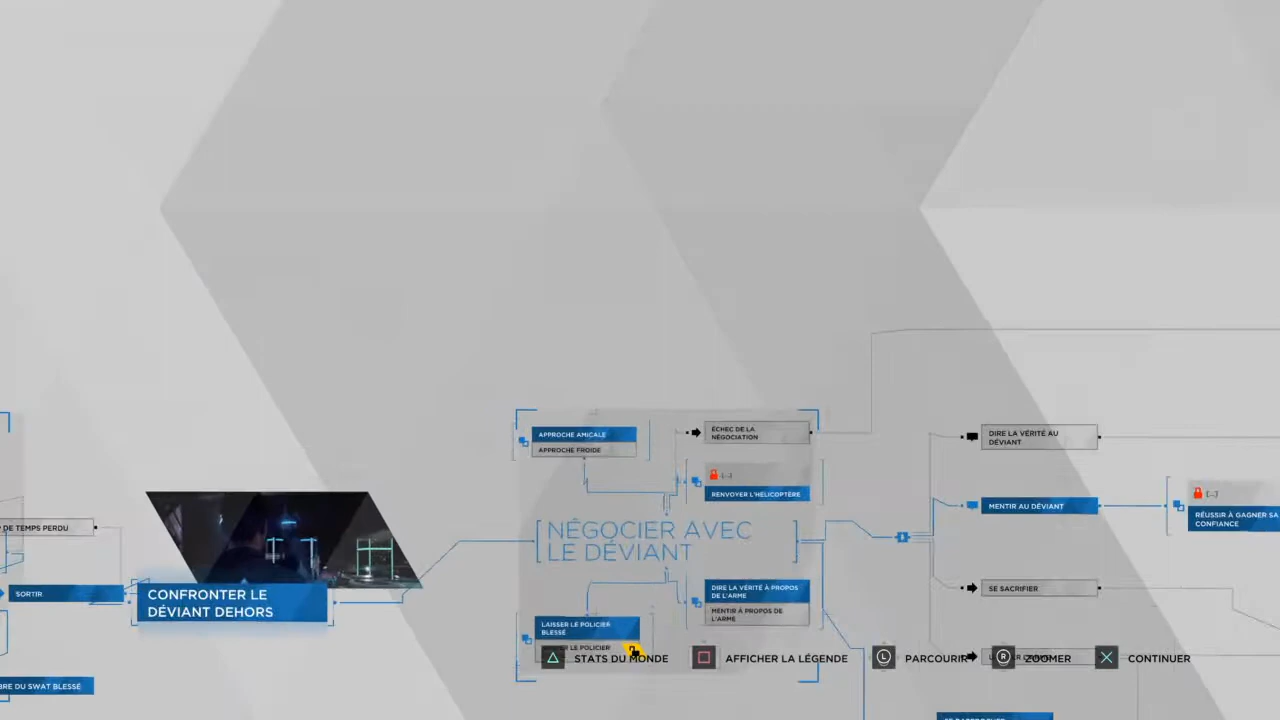 APPROCHE AMICALE
APPROCHE FROIDE
ÉCHEC DE LA
NÉGOCIATION
(...)
RENVOYER L'HÉLICOPTÈRE
DIRE LA VÉRITÉ AU
DÉVIANT
MENTIR AU DÉVIANT
(...)
RÉUSSIR À GAGNER SA
CONFIANCE
DE TEMPS PERDU
SORTIR
CONFRONTER LE
DÉVIANT DEHORS
NÉGOCIER AVEC
LE DÉVIANT
DIRE LA VÉRITÉ À PROPOS
DE L'ARME
MENTIR À PROPOS DE
L'ARME
SE SACRIFIER
LAISSER LE POLICIER
BLESSÉ
LE POLICIER
STATS DU MONDE
AFFICHER LA LÉGENDE
L
PARCOURIR
R
ZOOMER
CONTINUER
BRE DU SWAT BLESSÉ